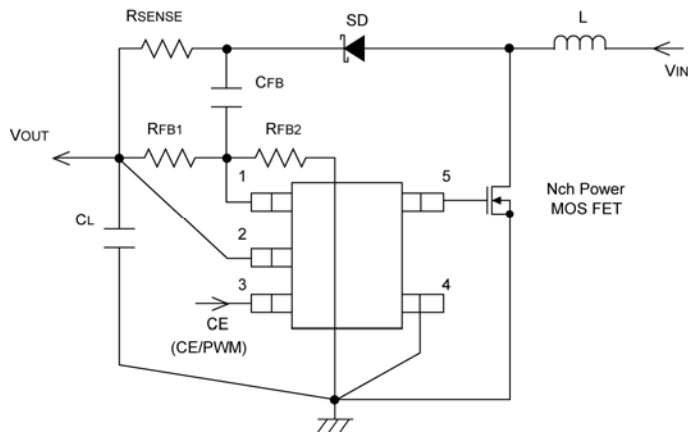 RSENSE
SD
L
VIN
CFB
VOUT
RFB1
RFB2
1
5
Nch Power
MOS FET
CL
2
3
4
CE
(CE/PWM)